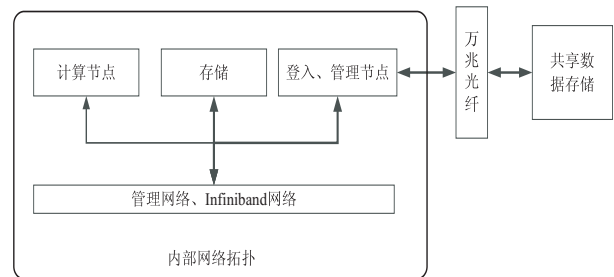 计算节点
存储
登入、管理节点
万
兆
光
纤
共享数
据存储
管理网络、Infiniband网络
内部网络拓扑